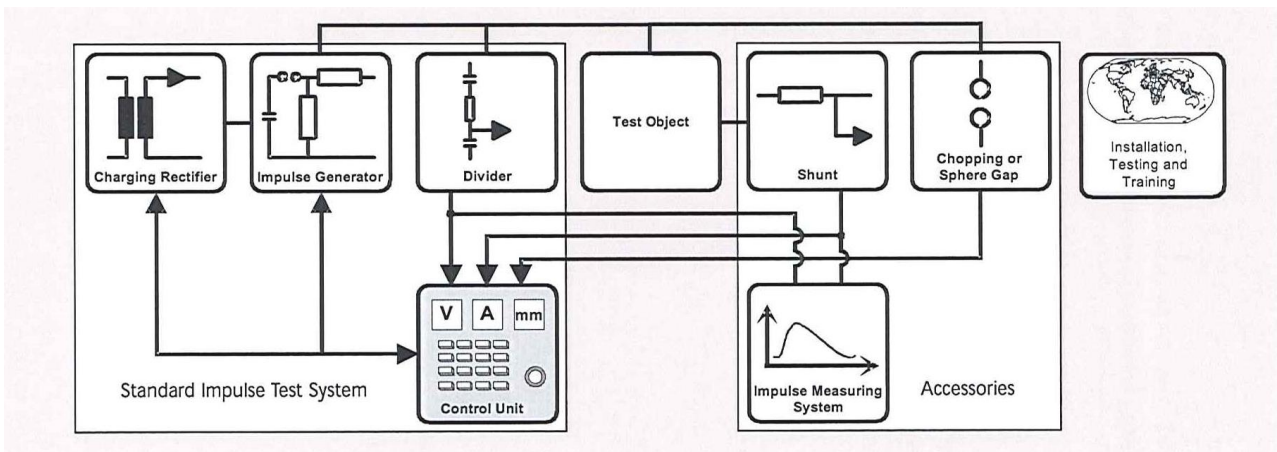 Charging Rectifier
Impulse Generator
Divider
Test Object
Shunt
Chopping or
Sphere Gap
Installation,
Testing and
Training
V
A
mm
Control Unit
Standard Impulse Test System
Impulse Measuring
System
Accessories